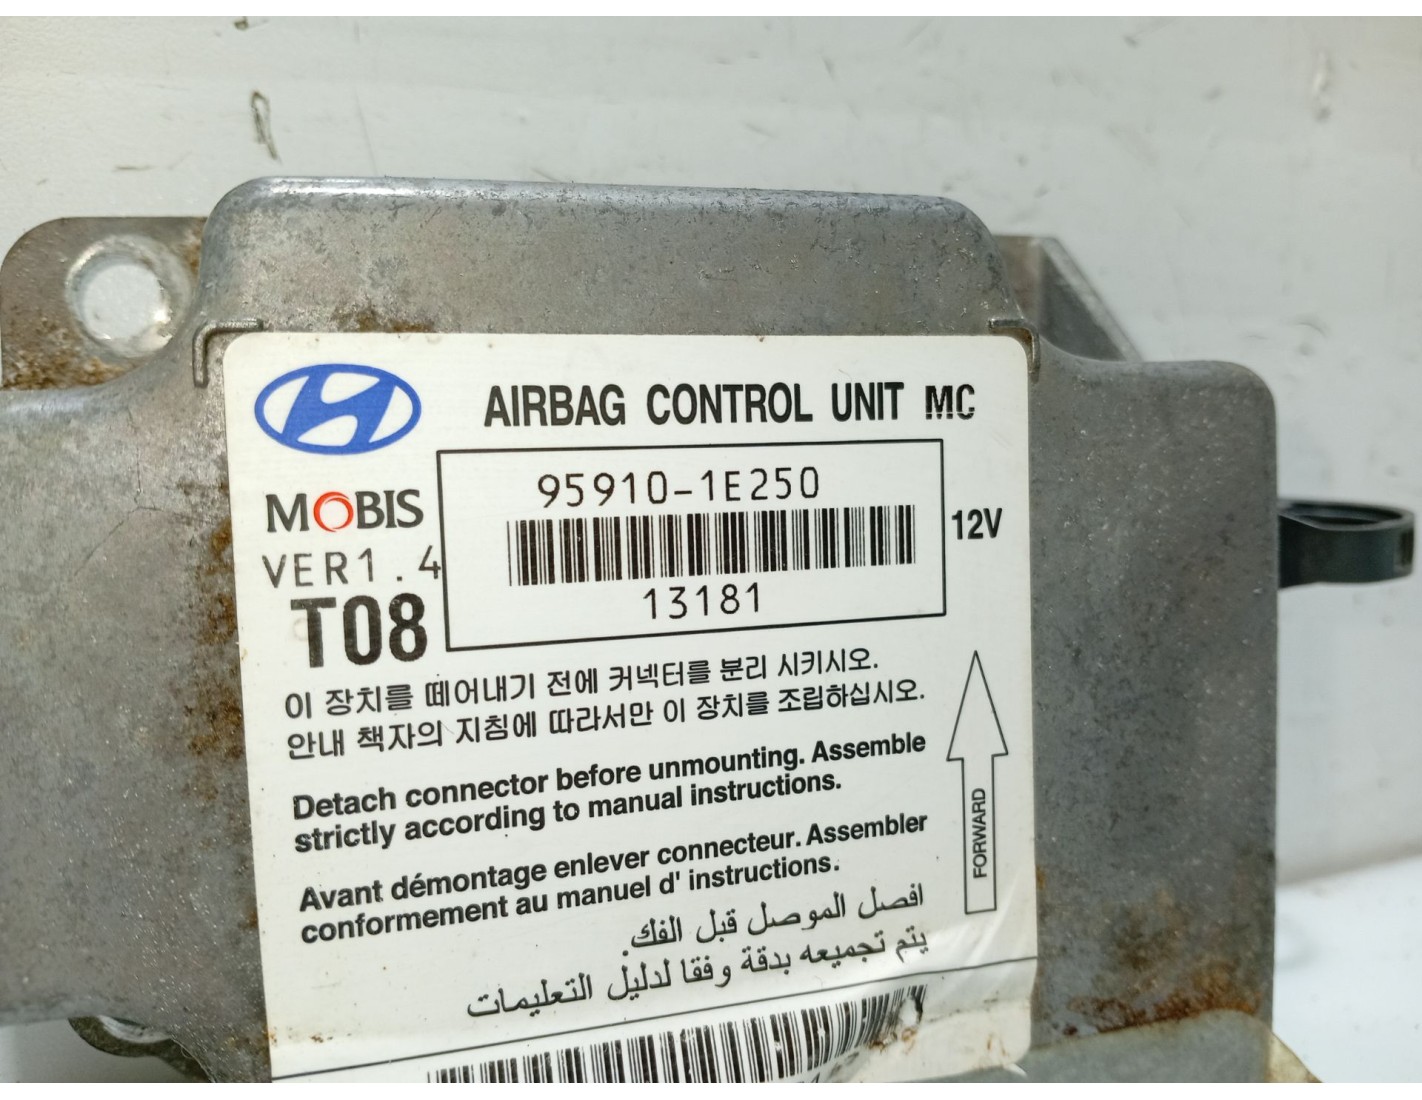 AIRBAG CONTROL UNIT MC
MOBIS
VER1.4
T08
95910-1E250
13181
12V
이 장치를 떼어내기 전에 커넥터를 분리 시키시오.
안내 책자의 지침에 따라서만 이 장치를 조립하십시오.
Detach connector before unmounting. Assemble
strictly according to manual instructions.
Avant démontage enlever connecteur. Assembler
conformement au manuel d' instructions.
افصل الموصل قبل الفك.
يتم تجميعه بدقة وفقا لدليل التعليمات
FORWARD